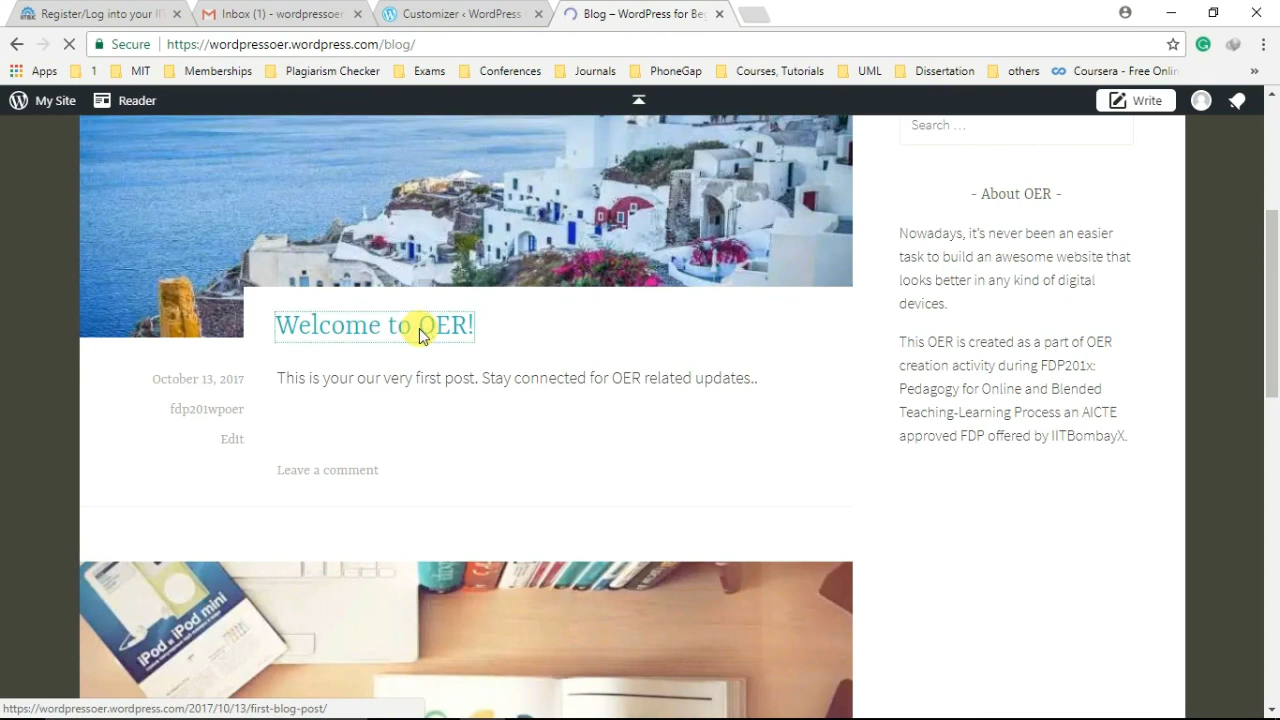 Register/Log into your II
Inbox (1) - wordpressoer
Customizer ‹ WordPress
Blog – WordPress for Be
Secure
https://wordpressoer.wordpress.com/blog/
Apps
1
MIT
Memberships
Plagiarism Checker
Exams
Conferences
Journals
PhoneGap
Courses, Tutorials
UML
Dissertation
others
Coursera - Free Onlin
»
My Site
Reader
Write
Search …
- About OER -
Nowadays, it's never been an easier
task to build an awesome website that
looks better in any kind of digital
devices.
This OER is created as a part of OER
creation activity during FDP201x:
Pedagogy for Online and Blended
Teaching-Learning Process an AICTE
approved FDP offered by IITBombayX.
Welcome to OER!
October 13, 2017
fdp201wpoer
Edit
This is your our very first post. Stay connected for OER related updates..
Leave a comment
iPod и iPod mini
https://wordpressoer.wordpress.com/2017/10/13/first-blog-post/